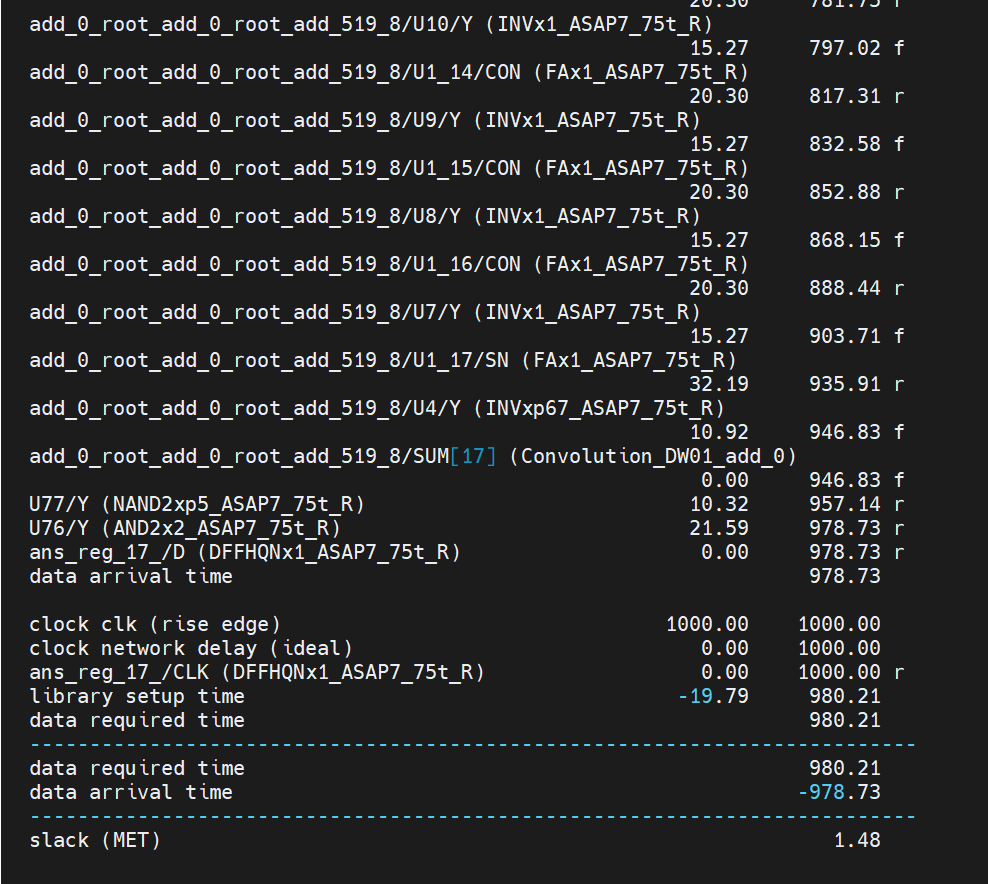 20.30 781.75 r
add_0_root_add_0_root_add_519_8/U10/Y (INVx1_ASAP7_75t_R)
15.27 797.02 f
add_0_root_add_0_root_add_519_8/U1_14/CON (FAx1_ASAP7_75t_R)
20.30 817.31 r
add_0_root_add_0_root_add_519_8/U9/Y (INVx1_ASAP7_75t_R)
15.27 832.58 f
add_0_root_add_0_root_add_519_8/U1_15/CON (FAx1_ASAP7_75t_R)
20.30 852.88 r
add_0_root_add_0_root_add_519_8/U8/Y (INVx1_ASAP7_75t_R)
15.27 868.15 f
add_0_root_add_0_root_add_519_8/U1_16/CON (FAx1_ASAP7_75t_R)
20.30 888.44 r
add_0_root_add_0_root_add_519_8/U7/Y (INVx1_ASAP7_75t_R)
15.27 903.71 f
add_0_root_add_0_root_add_519_8/U1_17/SN (FAx1_ASAP7_75t_R)
32.19 935.91 r
add_0_root_add_0_root_add_519_8/U4/Y (INVxp67_ASAP7_75t_R)
10.92 946.83 f
add_0_root_add_0_root_add_519_8/SUM[17] (Convolution_DW01_add_0)
0.00 946.83 f
U77/Y (NAND2xp5_ASAP7_75t_R) 10.32 957.14 r
U76/Y (AND2x2_ASAP7_75t_R) 21.59 978.73 r
ans_reg_17_/D (DFFHQNx1_ASAP7_75t_R) 0.00 978.73 r
data arrival time 978.73
clock clk (rise edge) 1000.00 1000.00
clock network delay (ideal) 0.00 1000.00
ans_reg_17_/CLK (DFFHQNx1_ASAP7_75t_R) 0.00 1000.00 r
library setup time -19.79 980.21
data required time 980.21
--------------------------------------------------------------------------
data required time 980.21
data arrival time -978.73
--------------------------------------------------------------------------
slack (MET) 1.48